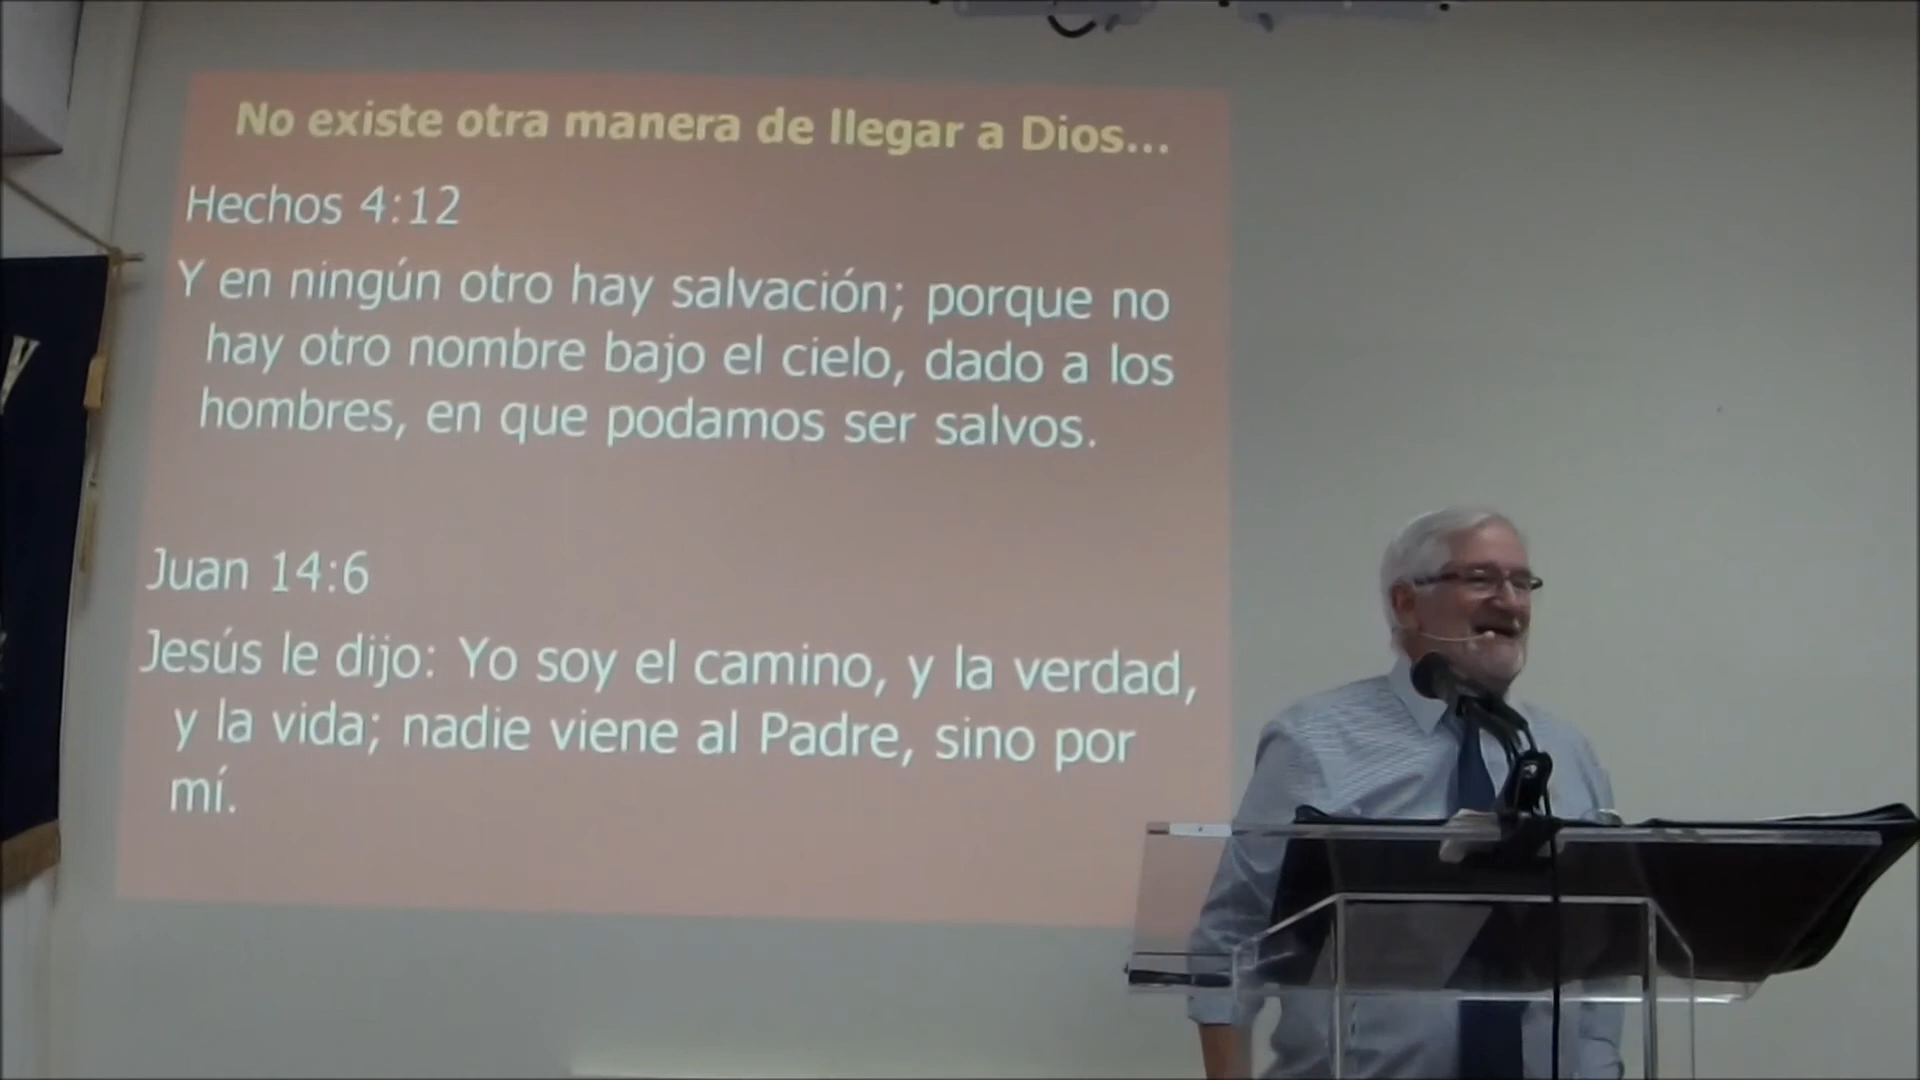 No existe otra manera de llegar a Dios...
Hechos 4:12
Y en ningún otro hay salvación; porque no
hay otro nombre bajo el cielo, dado a los
hombres, en que podamos ser salvos.
Juan 14:6
Jesús le dijo: Yo soy el camino, y la verdad,
y la vida; nadie viene al Padre, sino por
mí.